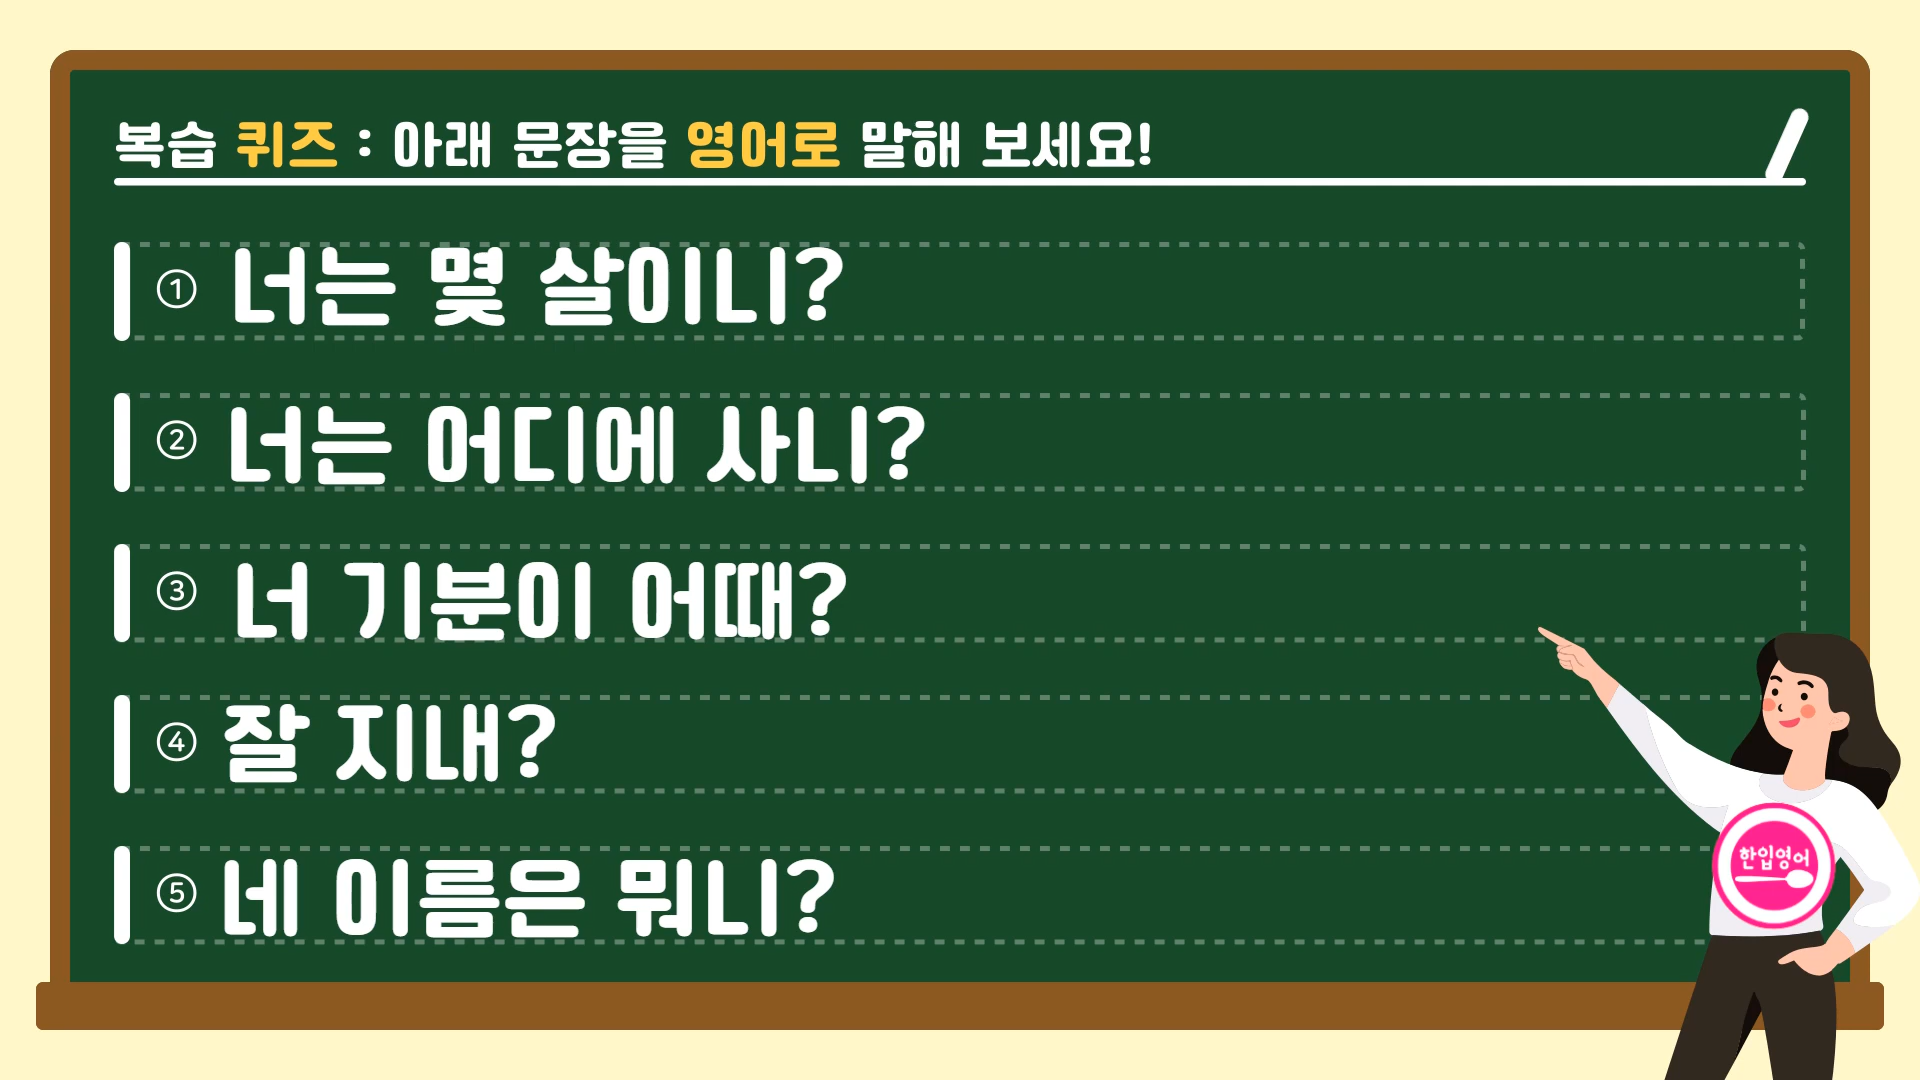 복습 퀴즈 : 아래 문장을 영어로 말해 보세요!
① 너는 몇 살이니?
② 너는 어디에 사니?
③ 너 기분이 어때?
④ 잘 지내?
⑤ 네 이름은 뭐니?
한입영어